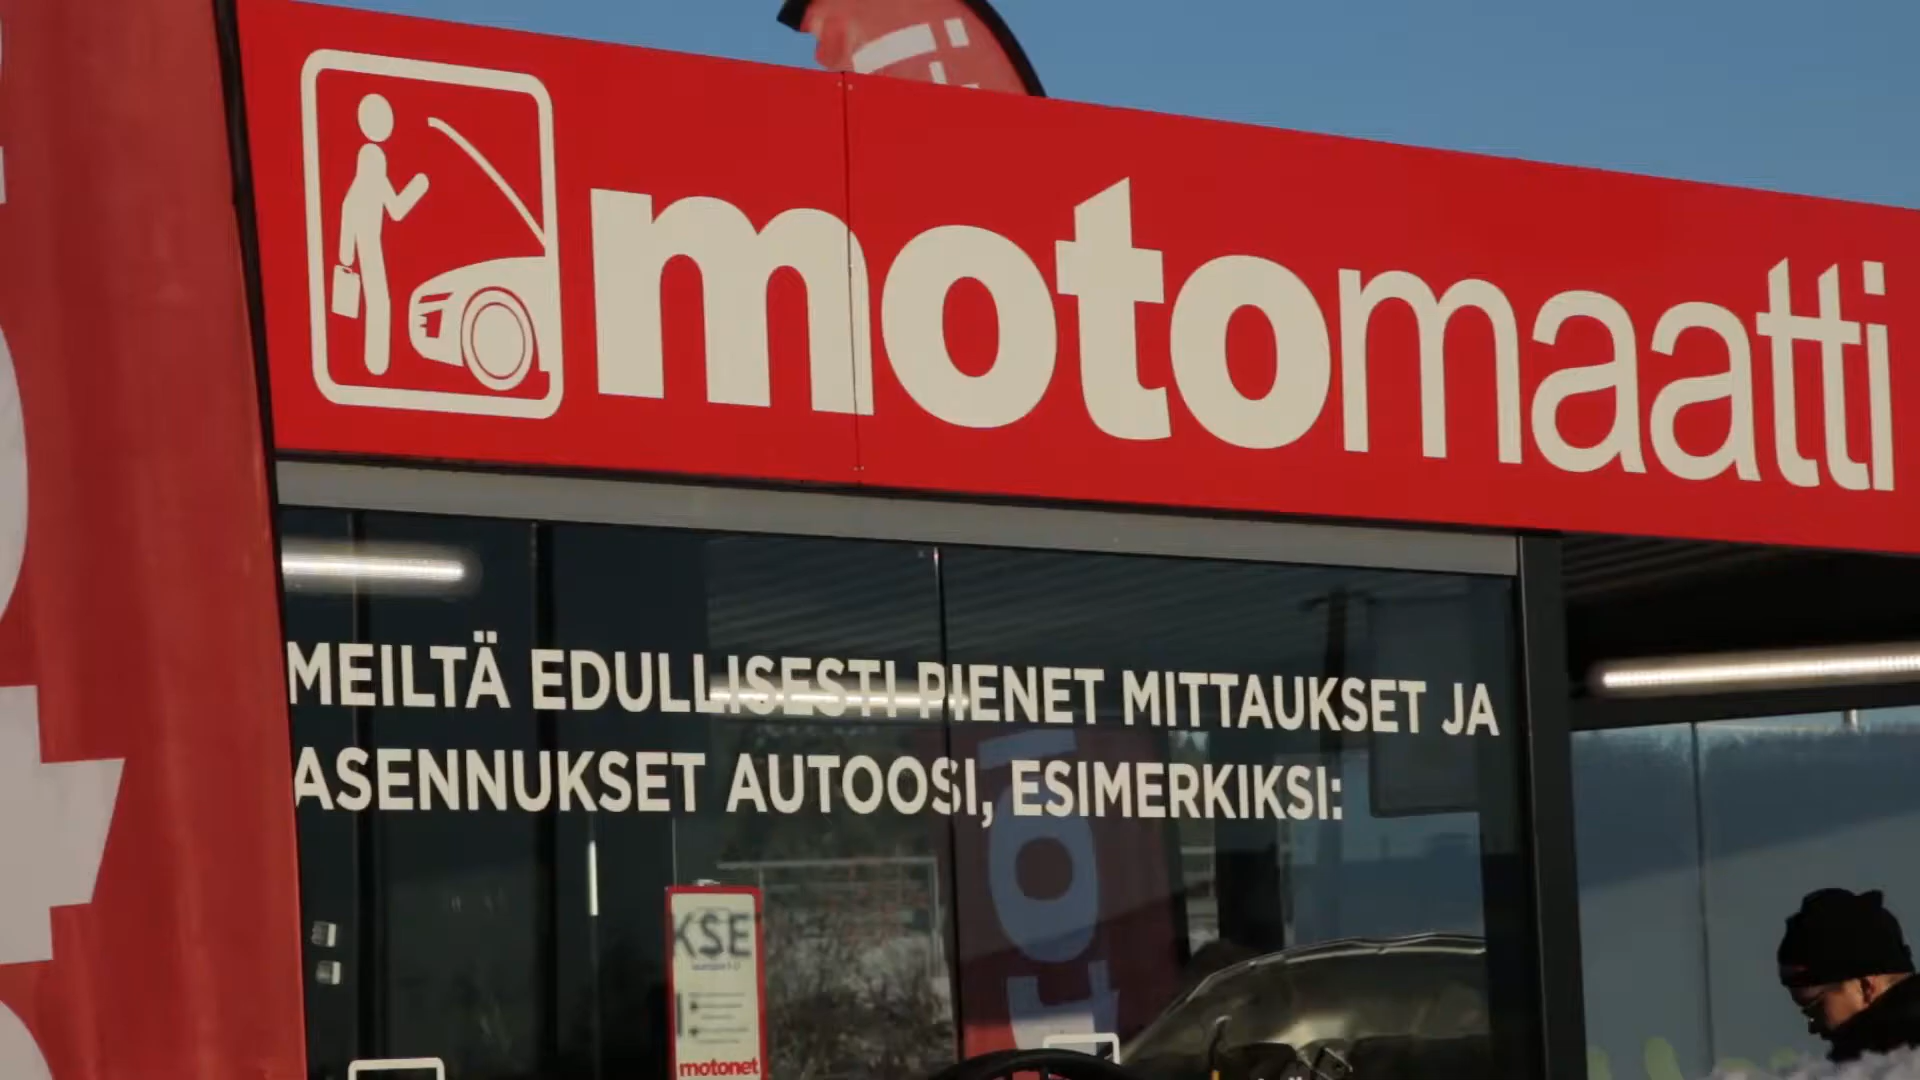 motomaatti
MEILTÄ EDULLISESTI PIENET MITTAUKSET JA
ASENNUKSET AUTOOSI, ESIMERKIKSI:
KSE
motonet